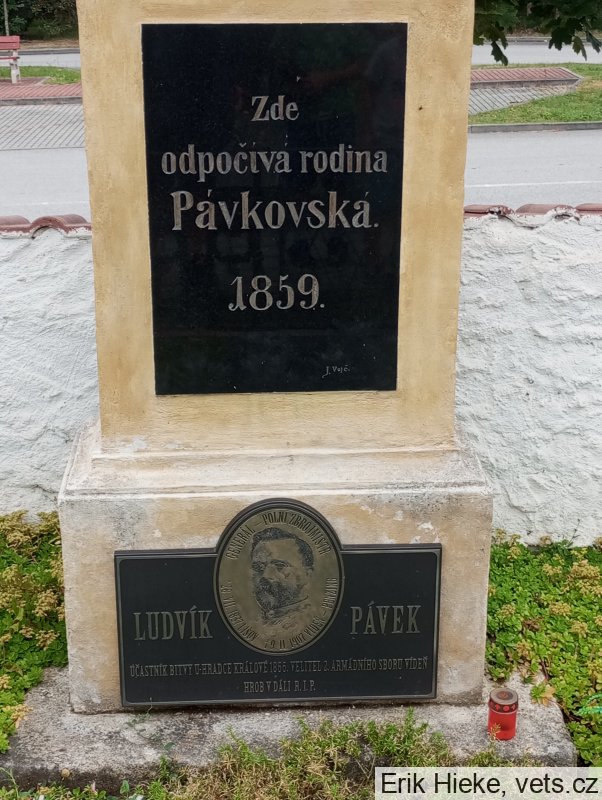 Zde
odpočívá rodina
Pávkovská.
1859.
GENERÁL – POLNÍ ZBROJMISTR
LUDVÍK
PÁVEK
ÚČASTNÍK BITVY U HRADCE KRÁLOVÉ 1866. VELITEL 2. ARMÁDNÍHO SBORU VÍDEŇ
HROB V DÁLI R.I.P.
Erik Hieke, vets.cz